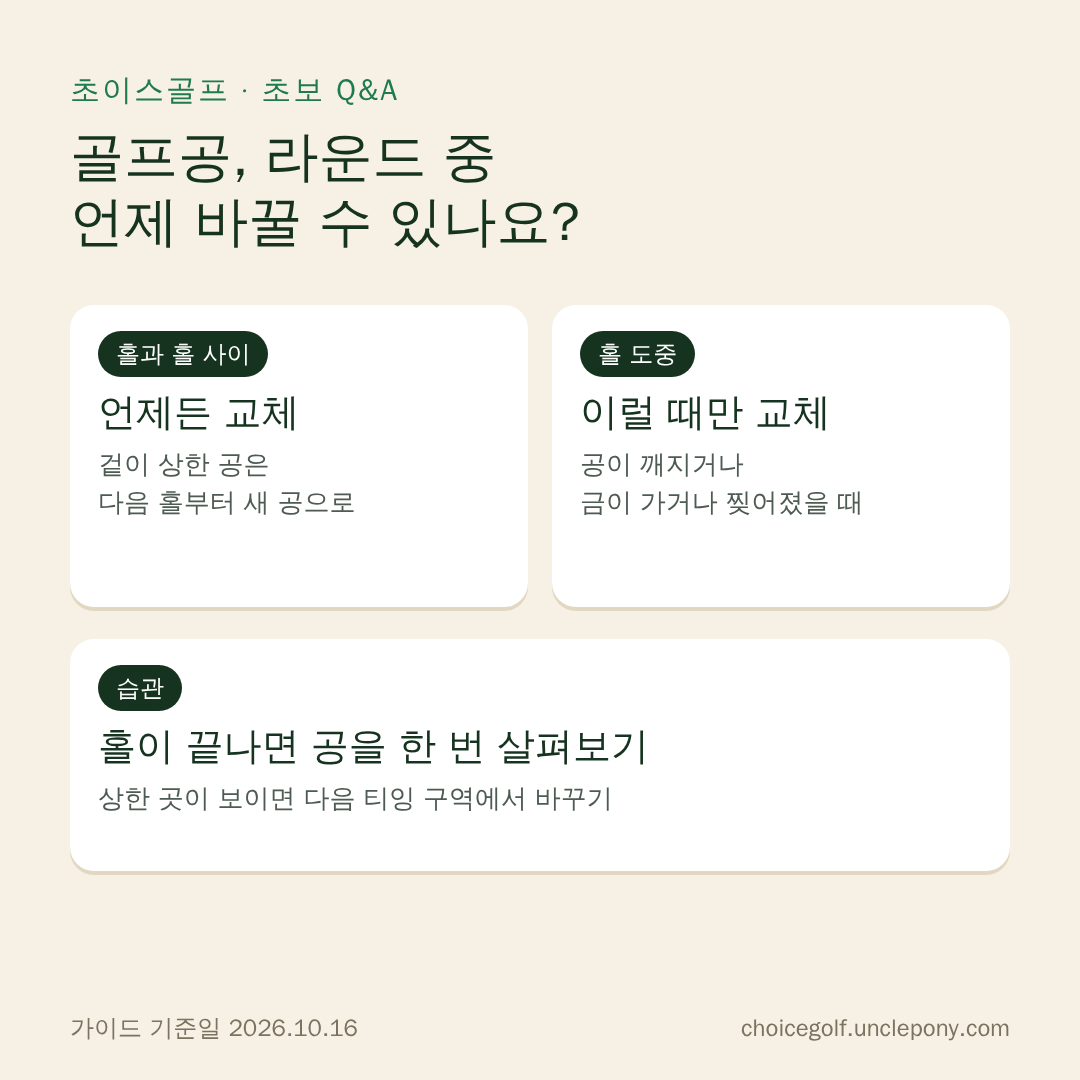 초이스골프 · 초보 Q&A
골프공, 라운드 중
언제 바꿀 수 있나요?
홀과 홀 사이
언제든 교체
겉이 상한 공은
다음 홀부터 새 공으로
홀 도중
이럴 때만 교체
공이 깨지거나
금이 가거나 찢어졌을 때
습관
홀이 끝나면 공을 한 번 살펴보기
상한 곳이 보이면 다음 티잉 구역에서 바꾸기
가이드 기준일 2026.10.16
choicegolf.unclepony.com